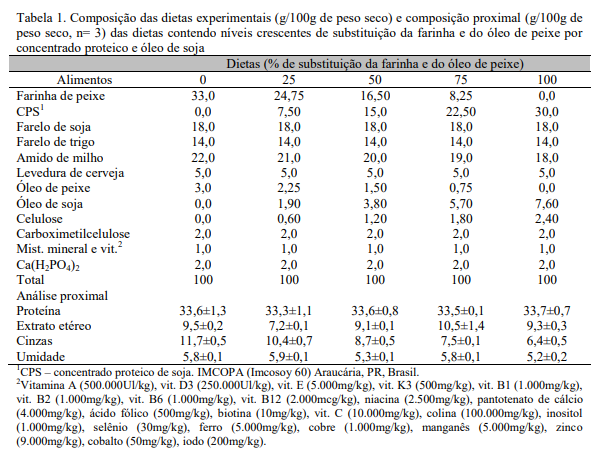 Tabela 1. Composição das dietas experimentais (g/100g de peso seco) e composição proximal (g/100g de
peso seco, n= 3) das dietas contendo níveis crescentes de substituição da farinha e do óleo de peixe por
concentrado proteico e óleo de soja
Dietas (% de substituição da farinha e do óleo de peixe)
Alimentos 0 25 50 75 100
Farinha de peixe 33,0 24,75 16,50 8,25 0,0
CPS1 0,0 7,50 15,0 22,50 30,0
Farelo de soja 18,0 18,0 18,0 18,0 18,0
Farelo de trigo 14,0 14,0 14,0 14,0 14,0
Amido de milho 22,0 21,0 20,0 19,0 18,0
Levedura de cerveja 5,0 5,0 5,0 5,0 5,0
Óleo de peixe 3,0 2,25 1,50 0,75 0,0
Óleo de soja 0,0 1,90 3,80 5,70 7,60
Celulose 0,0 0,60 1,20 1,80 2,40
Carboximetilcelulose 2,0 2,0 2,0 2,0 2,0
Mist. mineral e vit.2 1,0 1,0 1,0 1,0 1,0
Ca(H2PO4)2 2,0 2,0 2,0 2,0 2,0
Total 100 100 100 100 100
Análise proximal
Proteína 33,6±1,3 33,3±1,1 33,6±0,8 33,5±0,1 33,7±0,7
Extrato etéreo 9,5±0,2 7,2±0,1 9,1±0,1 10,5±1,4 9,3±0,3
Cinzas 11,7±0,5 10,4±0,7 8,7±0,5 7,5±0,1 6,4±0,5
Umidade 5,8±0,1 5,9±0,1 5,3±0,1 5,8±0,1 5,2±0,2
1CPS – concentrado proteico de soja. IMCOPA (Imcosoy 60) Araucária, PR, Brasil.
2Vitamina A (500.000UI/kg), vit. D3 (250.000UI/kg), vit. E (5.000mg/kg), vit. K3 (500mg/kg), vit. B1 (1.000mg/kg),
vit. B2 (1.000mg/kg), vit. B6 (1.000mg/kg), vit. B12 (2.000mcg/kg), niacina (2.500mg/kg), pantotenato de cálcio
(4.000mg/kg), ácido fólico (500mg/kg), biotina (10mg/kg), vit. C (10.000mg/kg), colina (100.000mg/kg), inositol
(1.000mg/kg), selênio (30mg/kg), ferro (5.000mg/kg), cobre (1.000mg/kg), manganês (5.000mg/kg), zinco
(9.000mg/kg), cobalto (50mg/kg), iodo (200mg/kg).